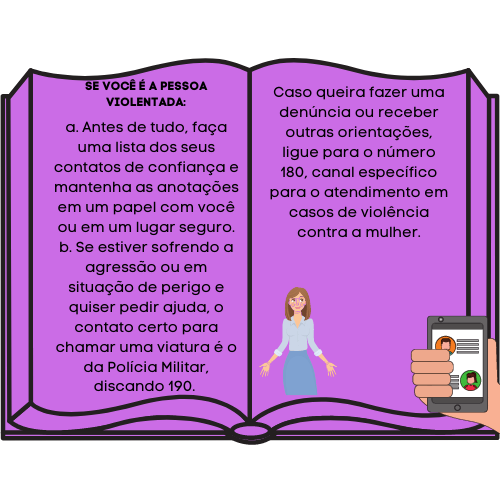 SE VOCÊ É A PESSOA
VIOLENTADA:
a. Antes de tudo, faça
uma lista dos seus
contatos de confiança e
mantenha as anotações
em um papel com você
ou em um lugar seguro.
b. Se estiver sofrendo a
agressão ou em
situação de perigo e
quiser pedir ajuda, o
contato certo para
chamar uma viatura é o
da Polícia Militar,
discando 190.
Caso queira fazer uma
denúncia ou receber
outras orientações,
ligue para o número
180, canal específico
para o atendimento em
casos de violência
contra a mulher.